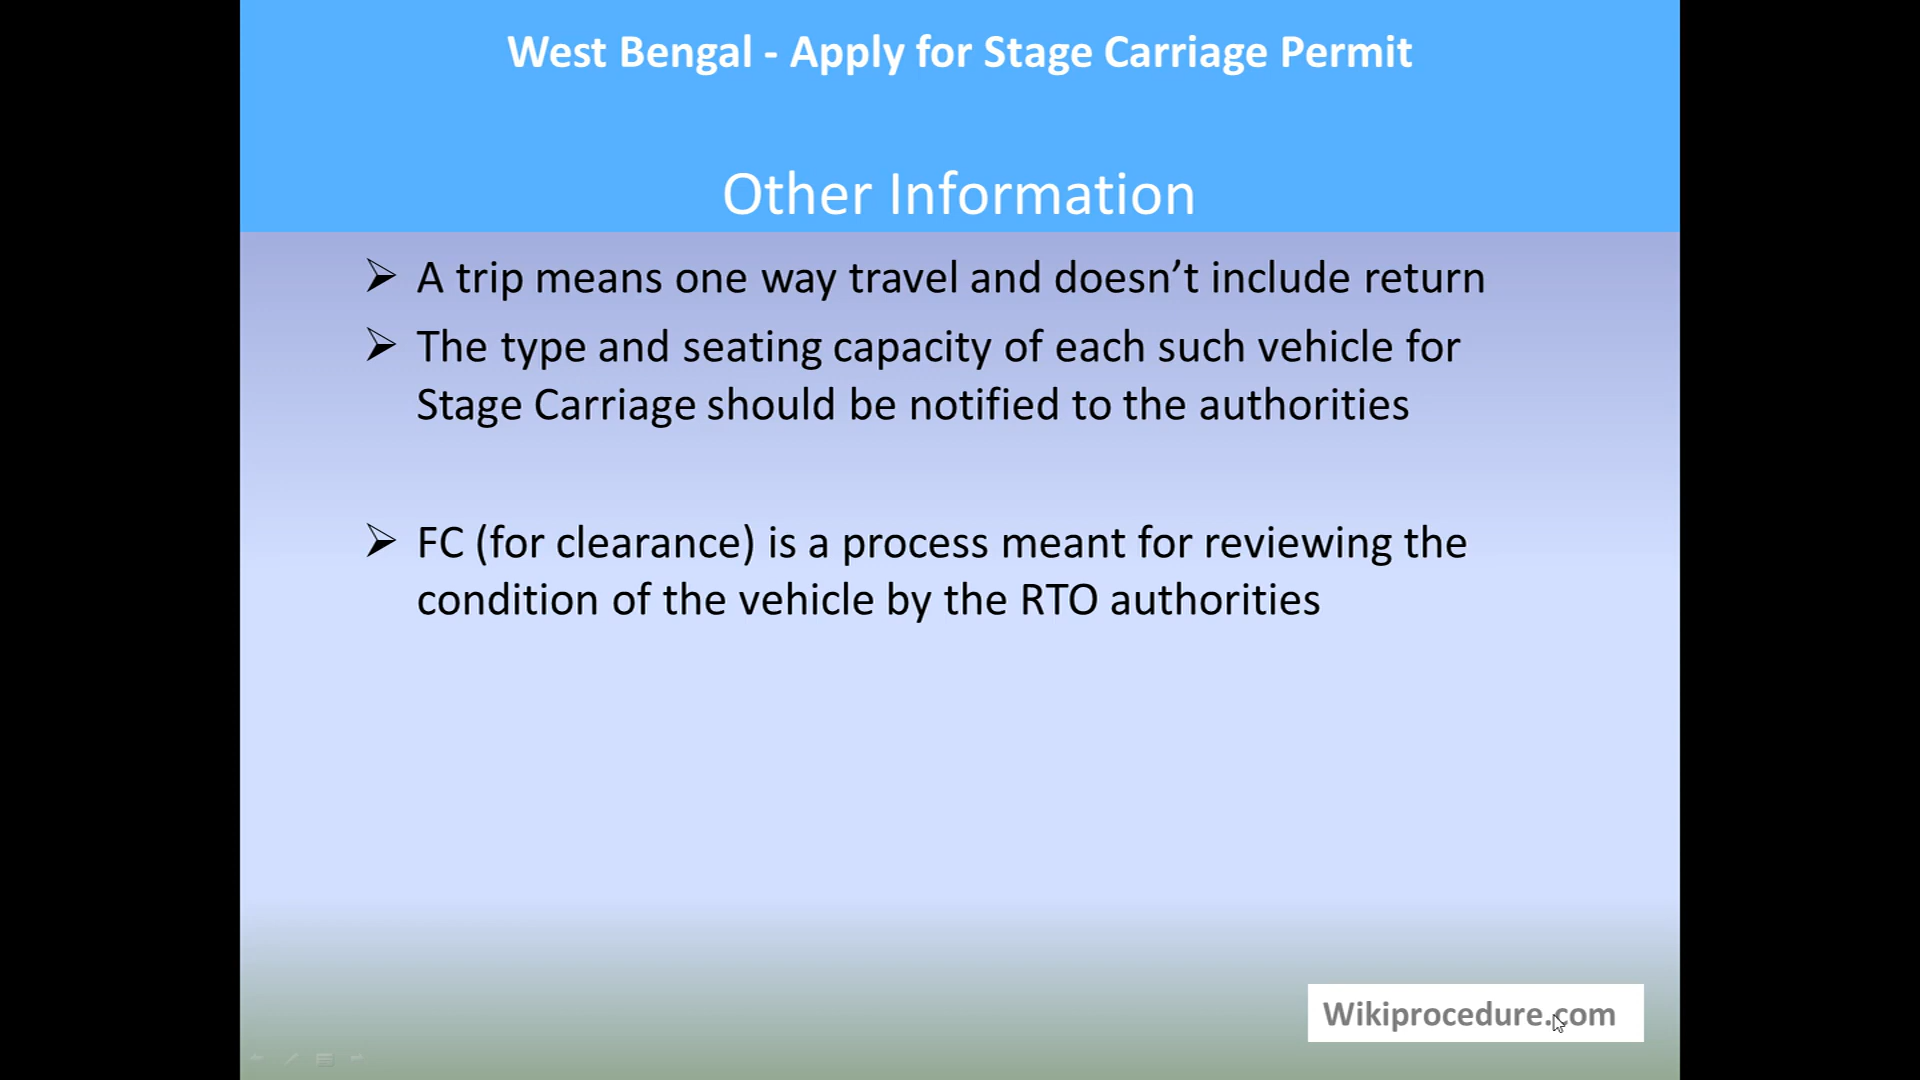 West Bengal - Apply for Stage Carriage Permit
Other Information
➢ A trip means one way travel and doesn’t include return
➢ The type and seating capacity of each such vehicle for
Stage Carriage should be notified to the authorities
➢ FC (for clearance) is a process meant for reviewing the
condition of the vehicle by the RTO authorities
Wikiprocedure.com